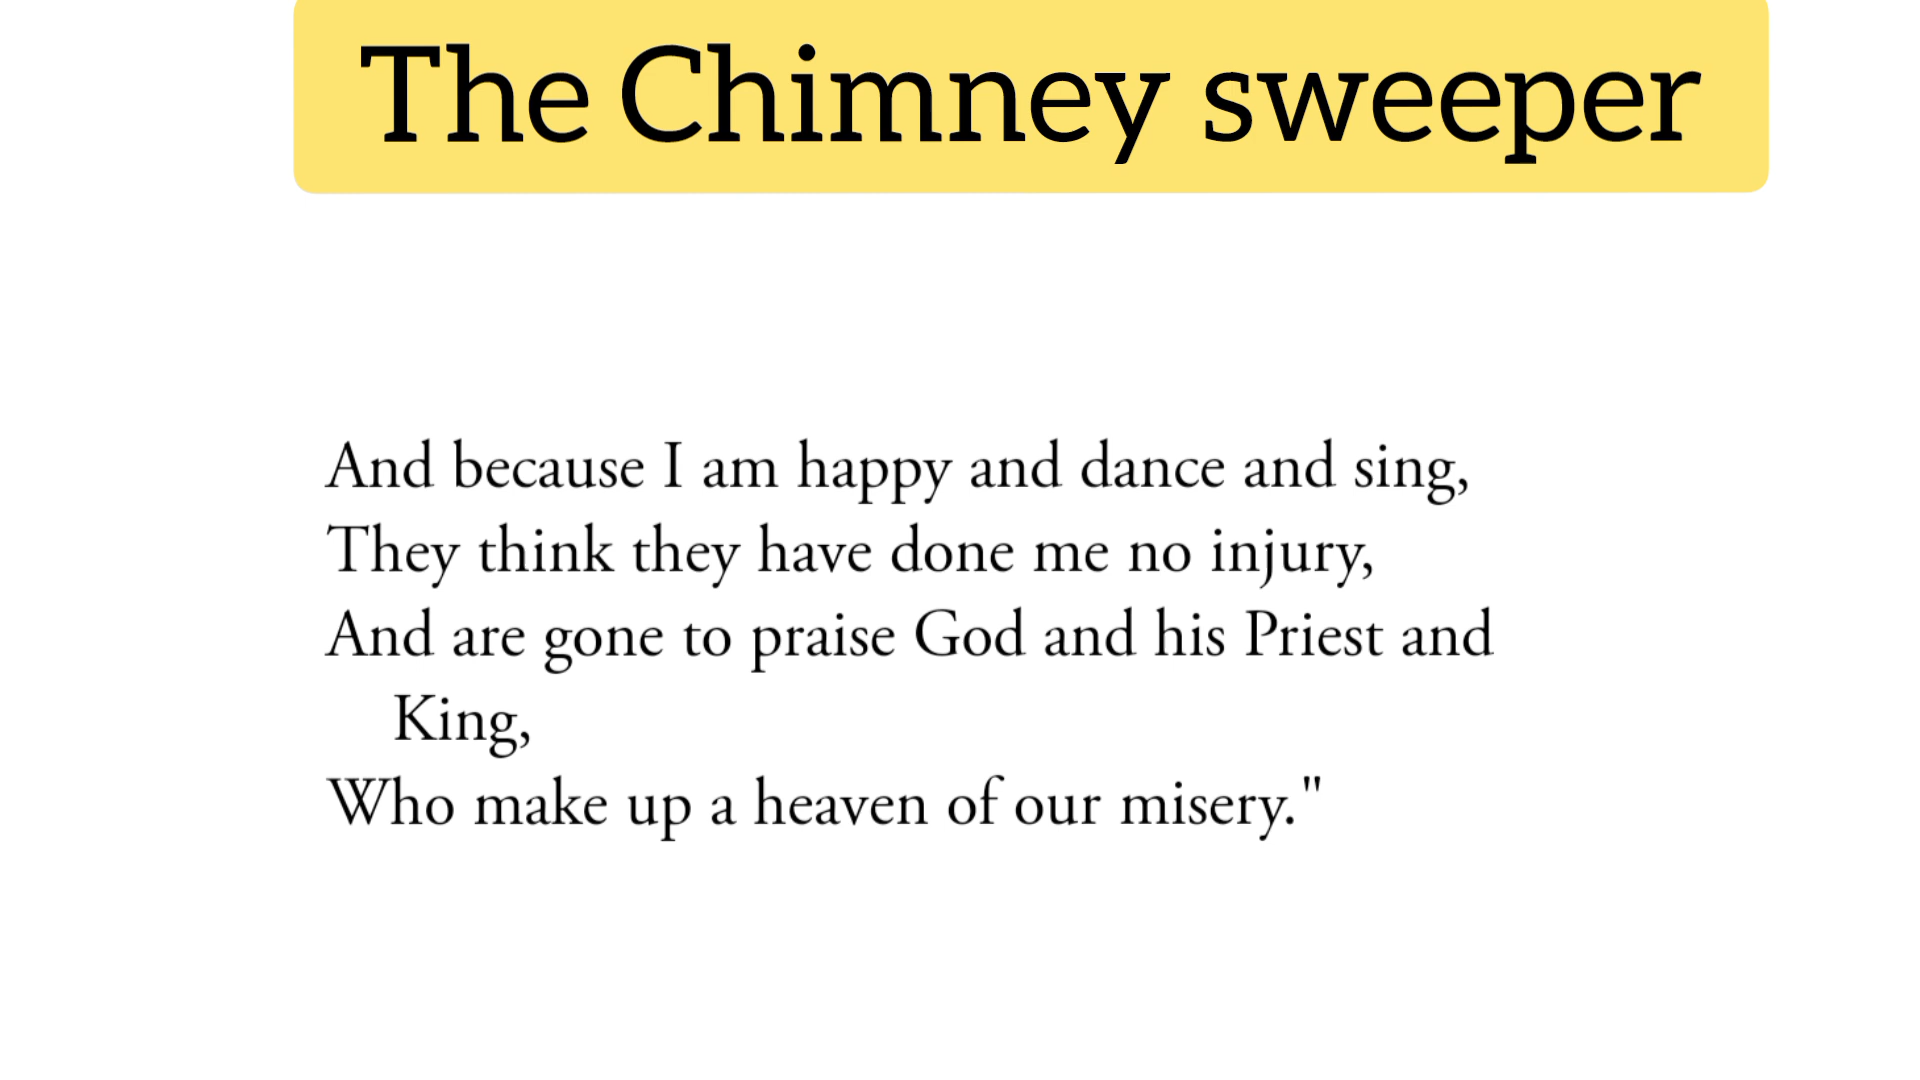 The Chimney sweeper
And because I am happy and dance and sing,
They think they have done me no injury,
And are gone to praise God and his Priest and
King,
Who make up a heaven of our misery."